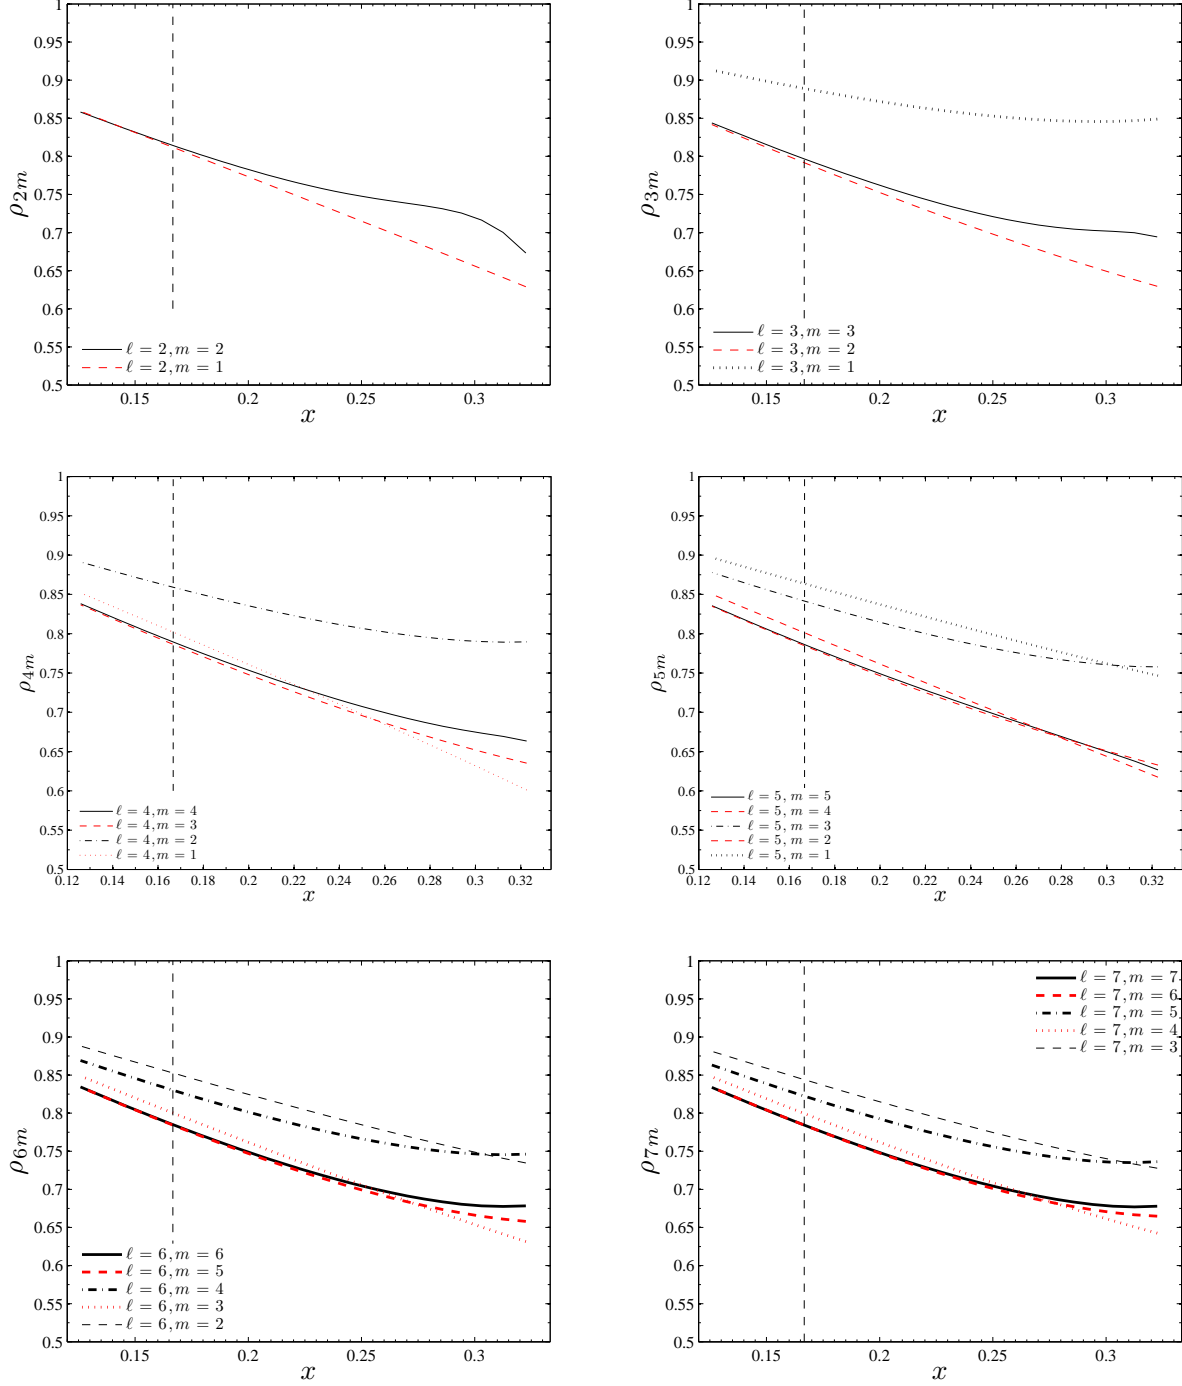 1
0.95
0.9
0.85
0.8
0.75
0.7
0.65
0.6
0.55
0.5
ρ2m
ℓ = 2, m = 2
ℓ = 2, m = 1
0.15 0.2 0.25 0.3
x
1
0.95
0.9
0.85
0.8
0.75
0.7
0.65
0.6
0.55
0.5
ρ3m
ℓ = 3, m = 3
ℓ = 3, m = 2
ℓ = 3, m = 1
0.15 0.2 0.25 0.3
x
1
0.95
0.9
0.85
0.8
0.75
0.7
0.65
0.6
0.55
0.5
ρ4m
ℓ = 4, m = 4
ℓ = 4, m = 3
ℓ = 4, m = 2
ℓ = 4, m = 1
0.12 0.14 0.16 0.18 0.2 0.22 0.24 0.26 0.28 0.3 0.32
x
1
0.95
0.9
0.85
0.8
0.75
0.7
0.65
0.6
0.55
0.5
ρ5m
ℓ = 5, m = 5
ℓ = 5, m = 4
ℓ = 5, m = 3
ℓ = 5, m = 2
ℓ = 5, m = 1
0.12 0.14 0.16 0.18 0.2 0.22 0.24 0.26 0.28 0.3 0.32
x
1
0.95
0.9
0.85
0.8
0.75
0.7
0.65
0.6
0.55
0.5
ρ6m
ℓ = 6, m = 6
ℓ = 6, m = 5
ℓ = 6, m = 4
ℓ = 6, m = 3
ℓ = 6, m = 2
0.15 0.2 0.25 0.3
x
1
0.95
0.9
0.85
0.8
0.75
0.7
0.65
0.6
0.55
0.5
ρ7m
ℓ = 7, m = 7
ℓ = 7, m = 6
ℓ = 7, m = 5
ℓ = 7, m = 4
ℓ = 7, m = 3
0.15 0.2 0.25 0.3
x